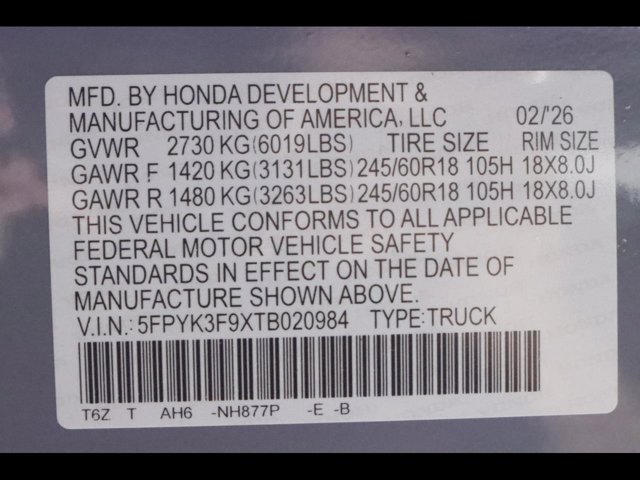 MFD. BY HONDA DEVELOPMENT &
MANUFACTURING OF AMERICA, LLC 02/'26
GVWR 2730 KG (6019LBS) TIRE SIZE RIM SIZE
GAWR F 1420 KG (3131LBS) 245/60R18 105H 18X8.0J
GAWR R 1480 KG (3263LBS) 245/60R18 105H 18X8.0J
THIS VEHICLE CONFORMS TO ALL APPLICABLE
FEDERAL MOTOR VEHICLE SAFETY
STANDARDS IN EFFECT ON THE DATE OF
MANUFACTURE SHOWN ABOVE.
V.I.N.: 5FPYK3F9XTB020984 TYPE:TRUCK
T6Z T AH6 -NH877P -E -B